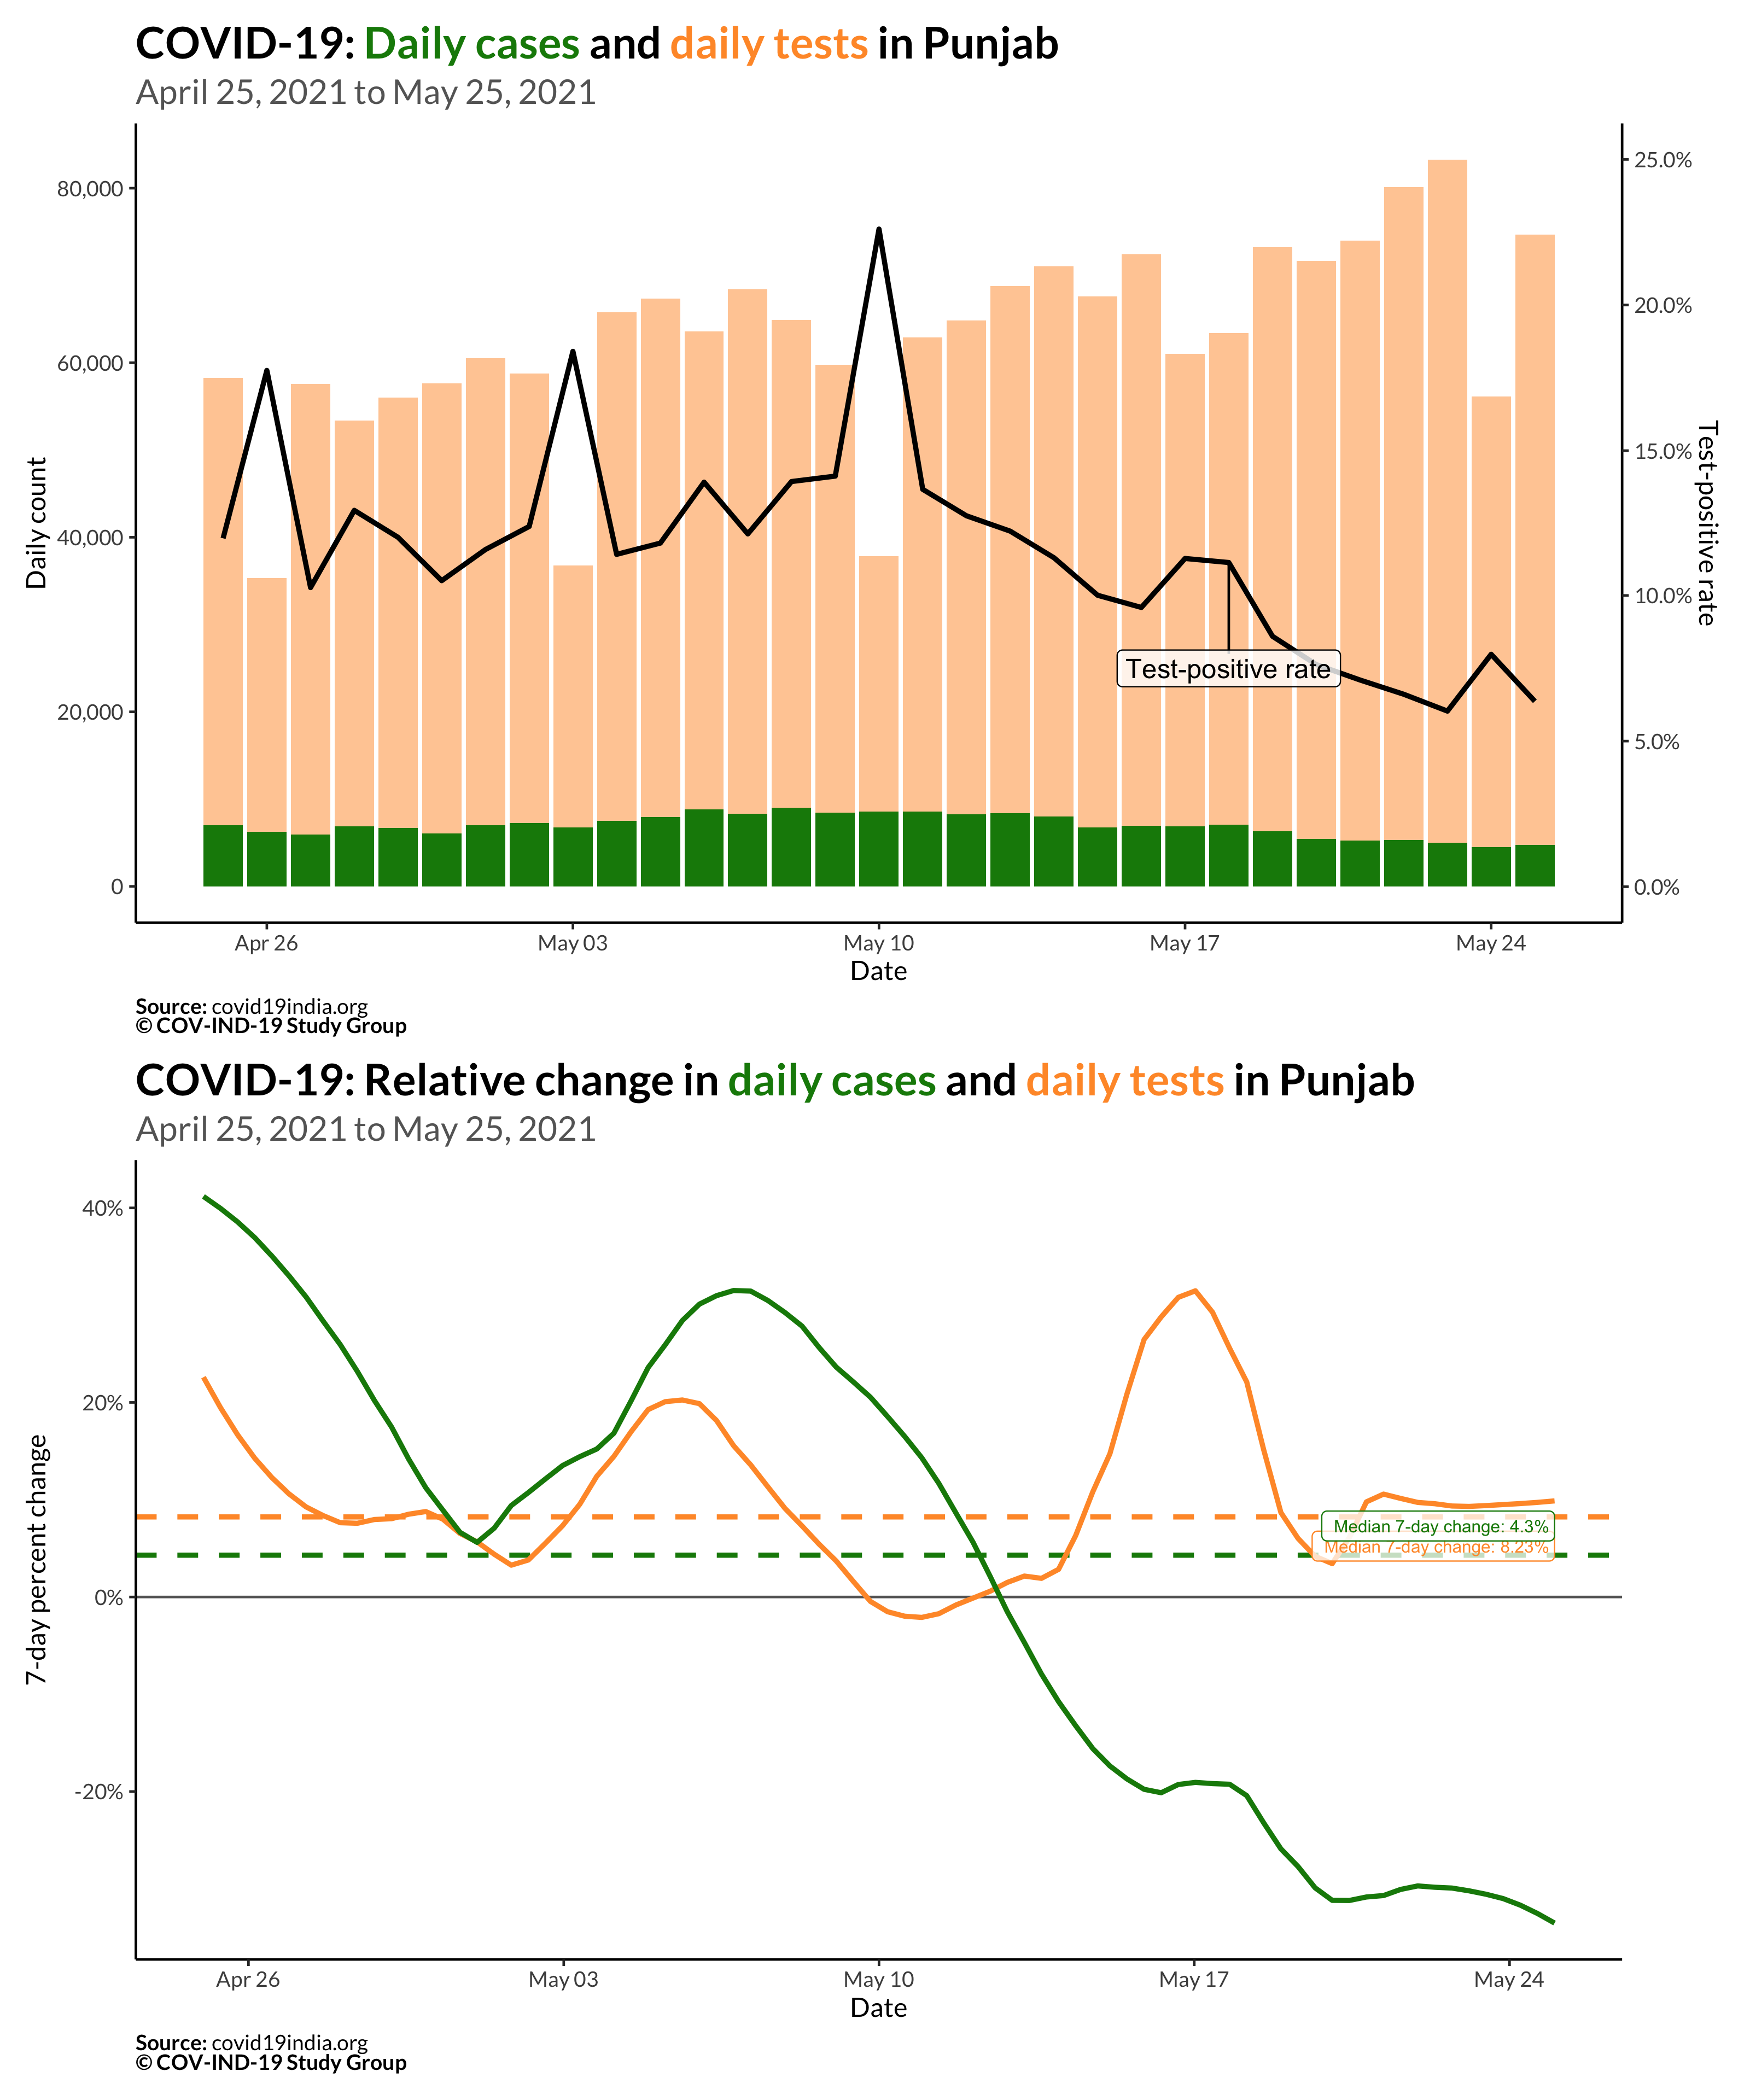 COVID-19: Daily cases and daily tests in Punjab
April 25, 2021 to May 25, 2021
Daily count
80,000
60,000
40,000
20,000
0
25.0%
20.0%
15.0%
10.0%
5.0%
0.0%
Test-positive rate
Test-positive rate
Apr 26
May 03
May 10
May 17
May 24
Date
Source: covid19india.org
© COV-IND-19 Study Group
COVID-19: Relative change in daily cases and daily tests in Punjab
April 25, 2021 to May 25, 2021
7-day percent change
40%
20%
0%
-20%
Median 7-day change: 4.3%
Median 7-day change: 8.23%
Apr 26
May 03
May 10
May 17
May 24
Date
Source: covid19india.org
© COV-IND-19 Study Group